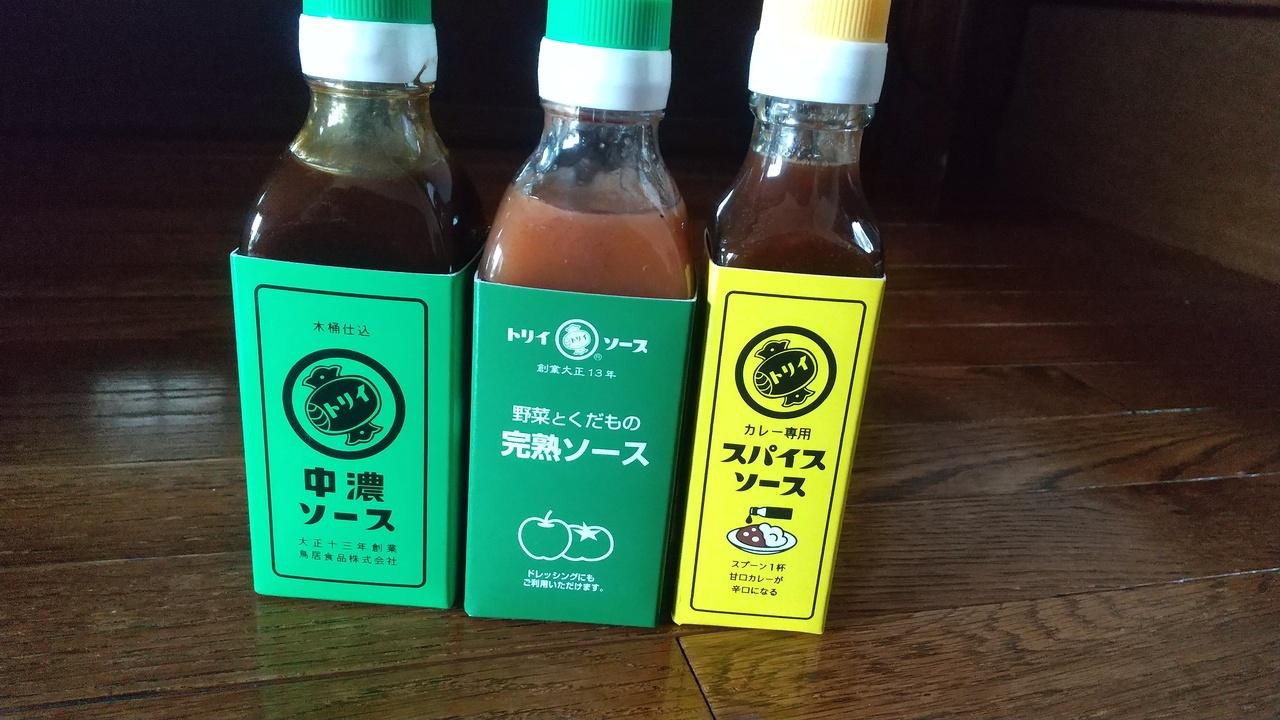 木桶仕込
トリイ
中濃
ソース
大正十三年創業
鳥居食品株式会社
トリイ トリイ ® ソース
創業大正13年
野菜とくだもの
完熟ソース
ドレッシングにも
ご利用いただけます。
トリイ
カレー専用
スパイス
ソース
スプーン1杯
甘口カレーが
辛口になる